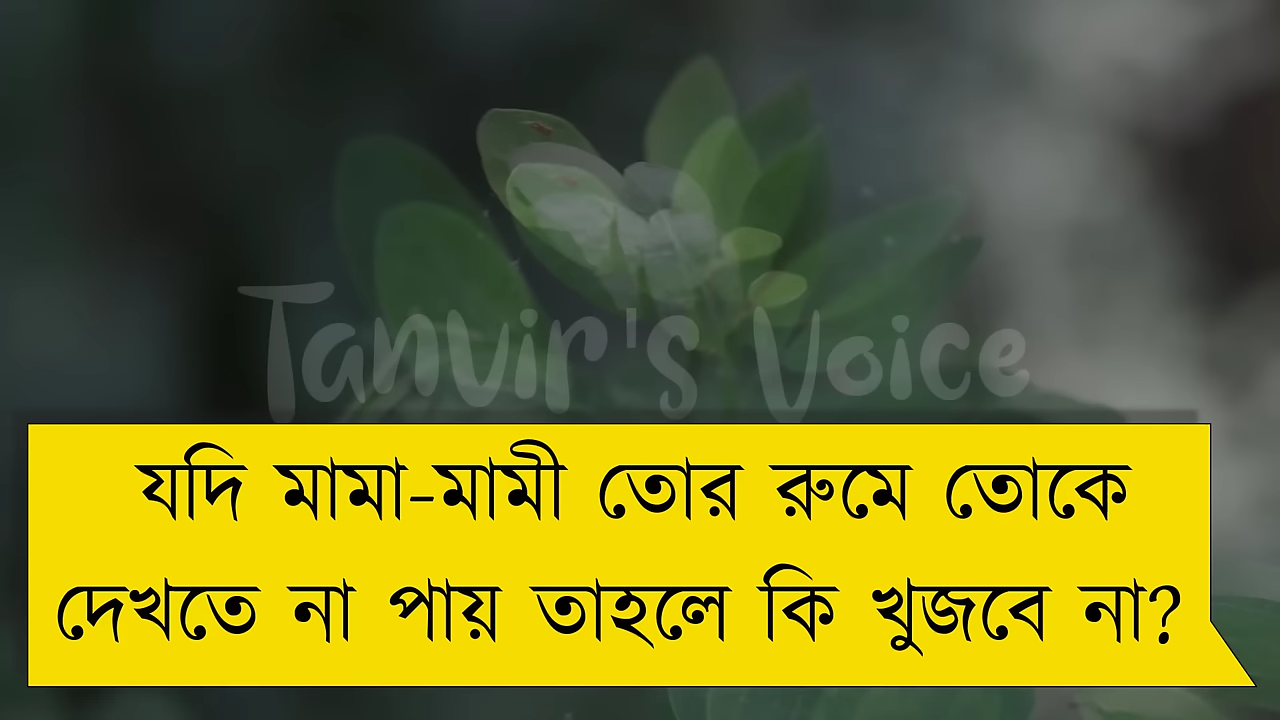 Tanvir's Voice
যদি মামা-মামী তোর রুমে তোকে
দেখতে না পায় তাহলে কি খুজবে না?